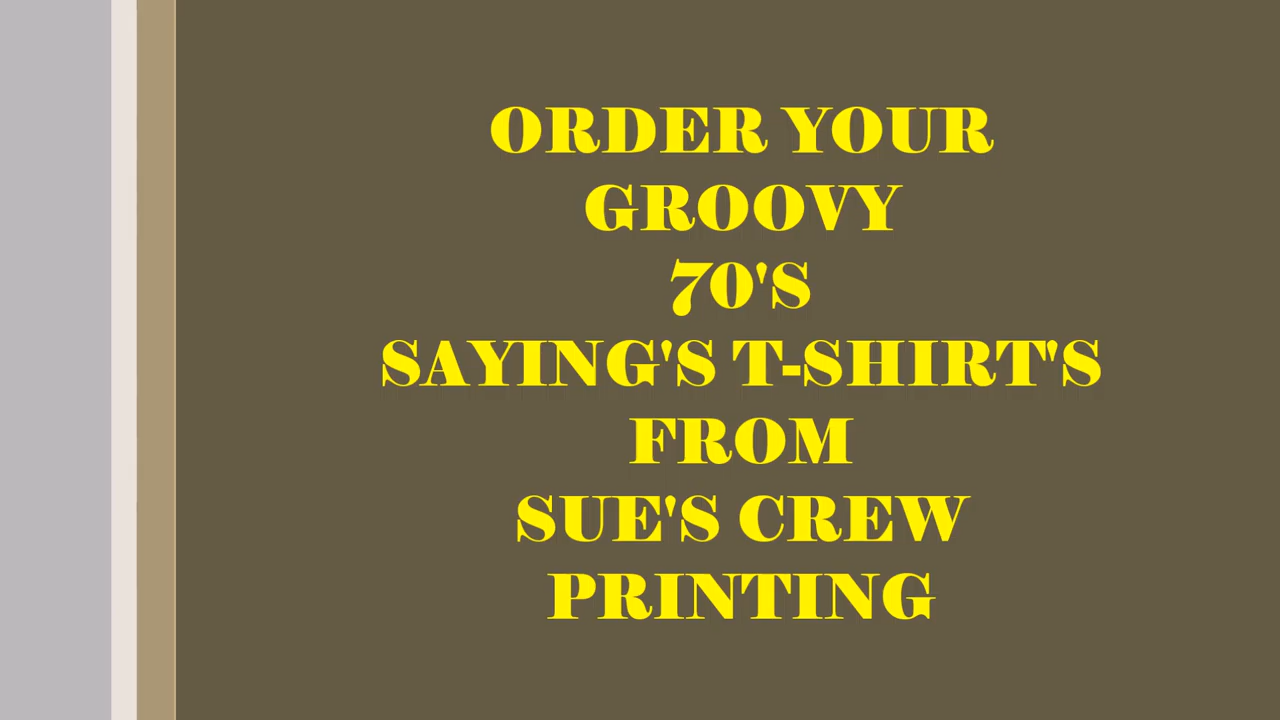 ORDER YOUR
GROOVY
70'S
SAYING'S T-SHIRT'S
FROM
SUE'S CREW
PRINTING